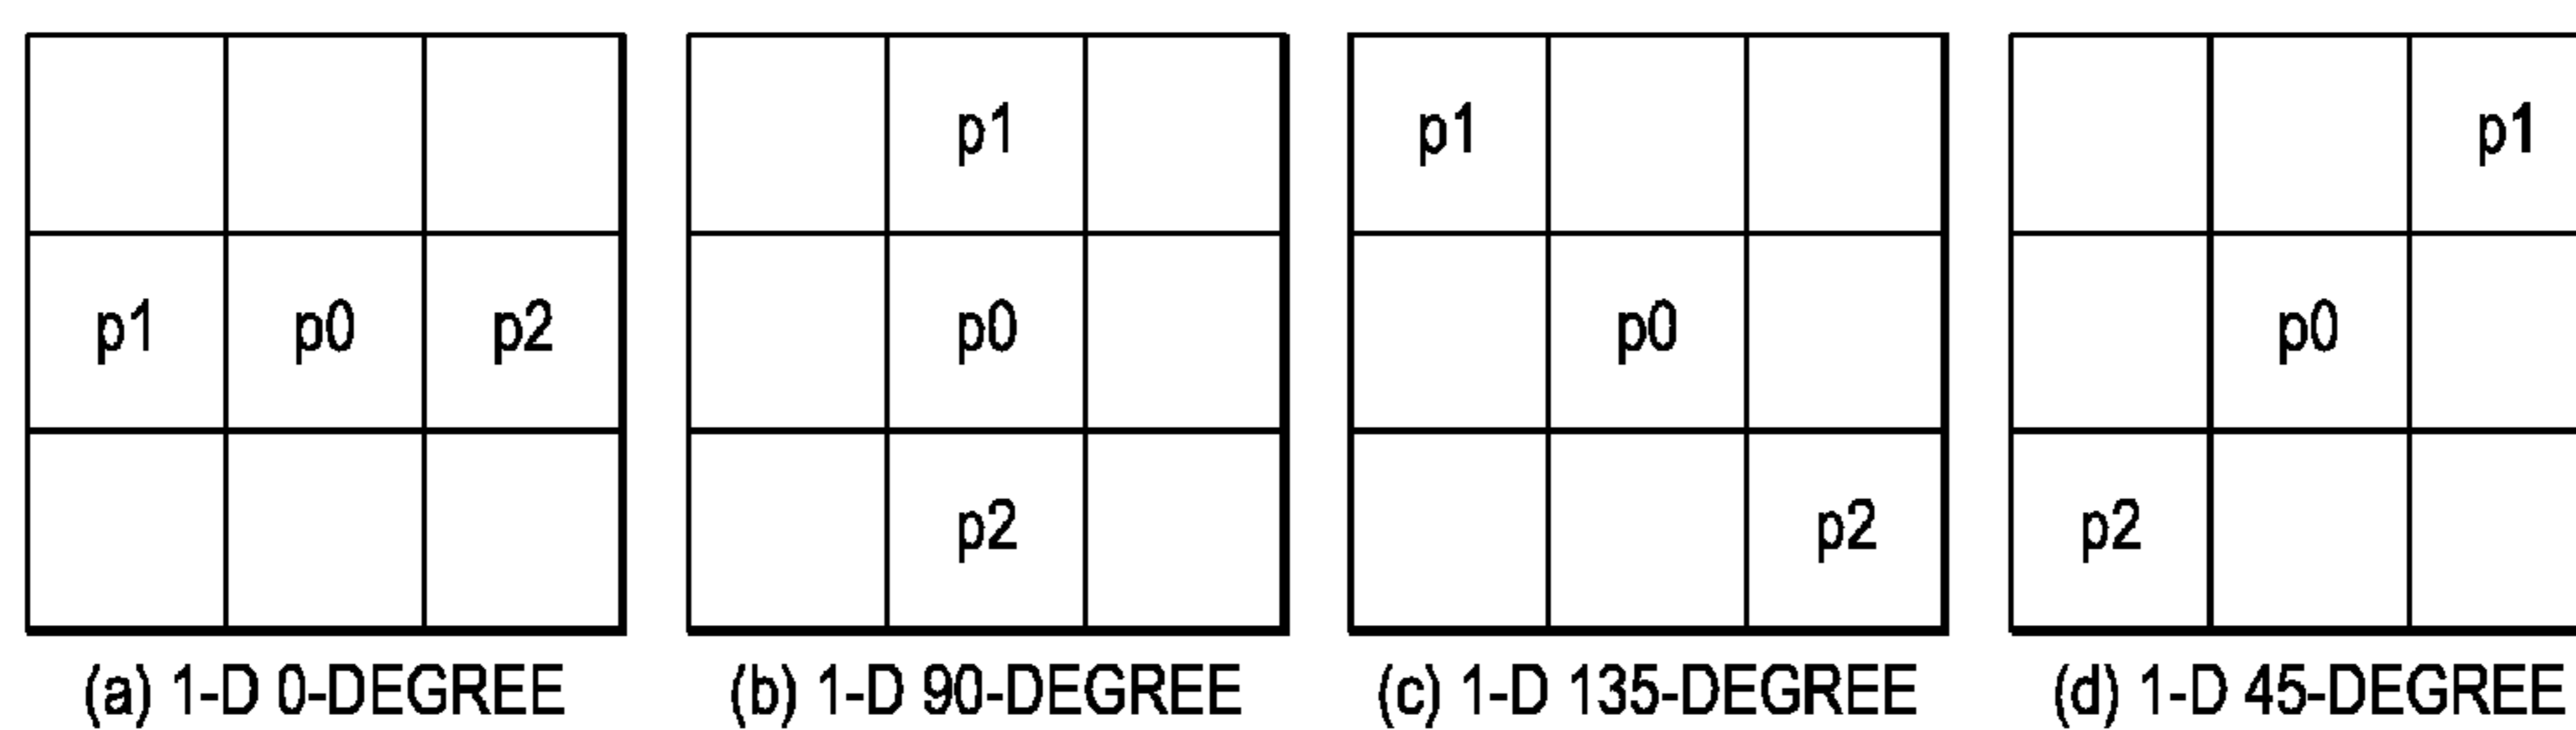 p1 p1 p1
p1 p0 p2 p0 p0 p0
p2 p2 p2
(a) 1-D 0-DEGREE (b) 1-D 90-DEGREE (c) 1-D 135-DEGREE (d) 1-D 45-DEGREE